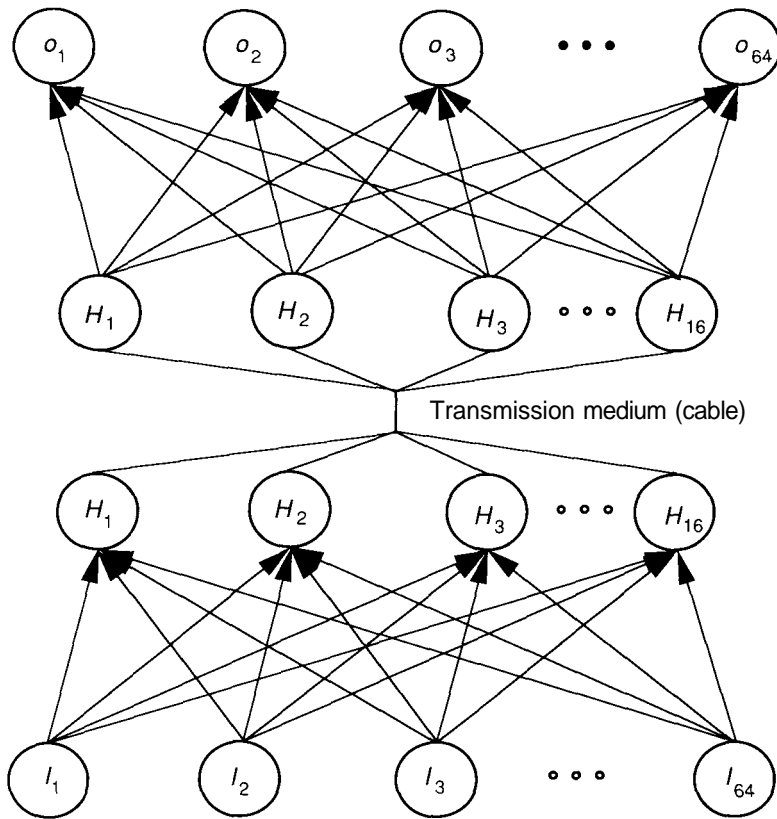 o1 o2 o3 • • • o64
H1 H2 H3 ∘ ∘ ∘ H16
Transmission medium (cable)
H1 H2 H3 ∘ ∘ ∘ H16
I1 I2 I3 ∘ ∘ ∘ I64